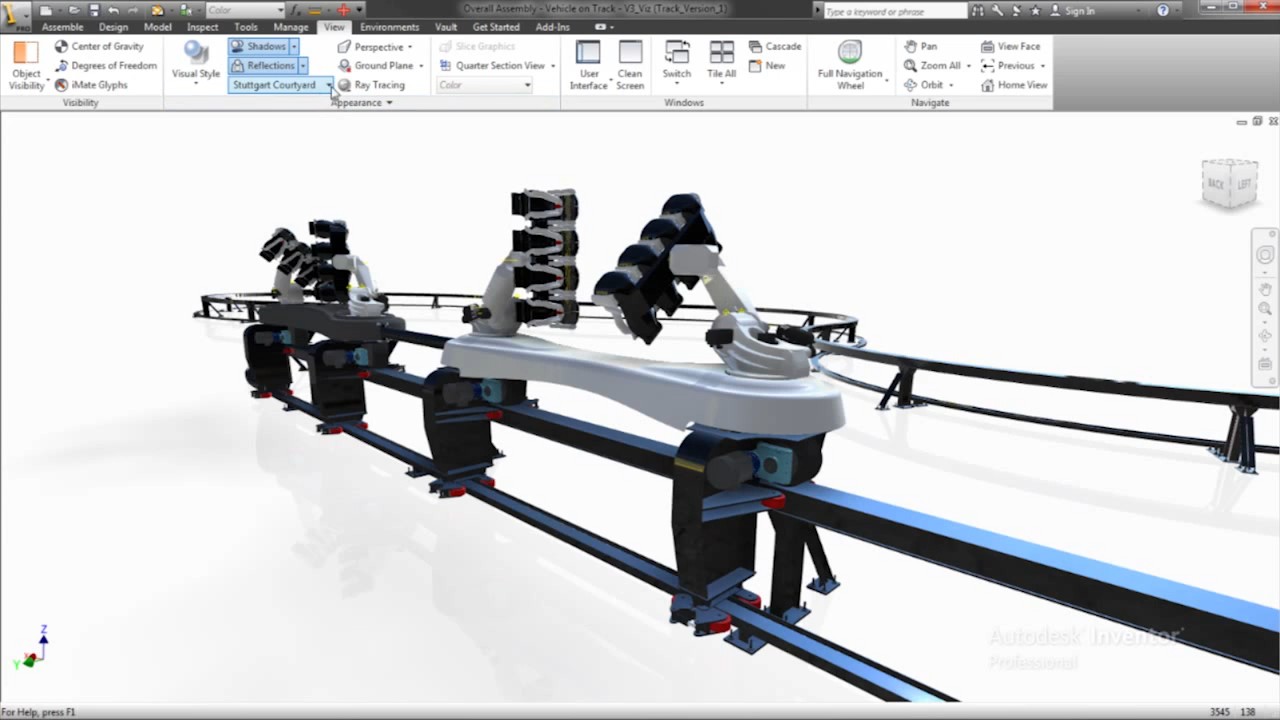 Color
Overall Assembly - Vehicle on Track - V3_Viz (Track_Version_1)
Type a keyword or phrase
Sign In
PRO
Assemble Design Model Inspect Tools Manage View Environments Vault Get Started Add-Ins
Object Visibility
Center of Gravity
Degrees of Freedom
iMate Glyphs
Visibility
Visual Style
Shadows
Reflections
Stuttgart Courtyard
Perspective
Ground Plane
Ray Tracing
Slice Graphics
Quarter Section View
Color
Appearance
User Interface
Clean Screen
Switch
Tile All
Cascade
New
Windows
Full Navigation Wheel
Pan
Zoom All
Orbit
View Face
Previous
Home View
Navigate
BACK LEFT
Z
Y
X
Autodesk Inventor
Professional
For Help, press F1
3545 138